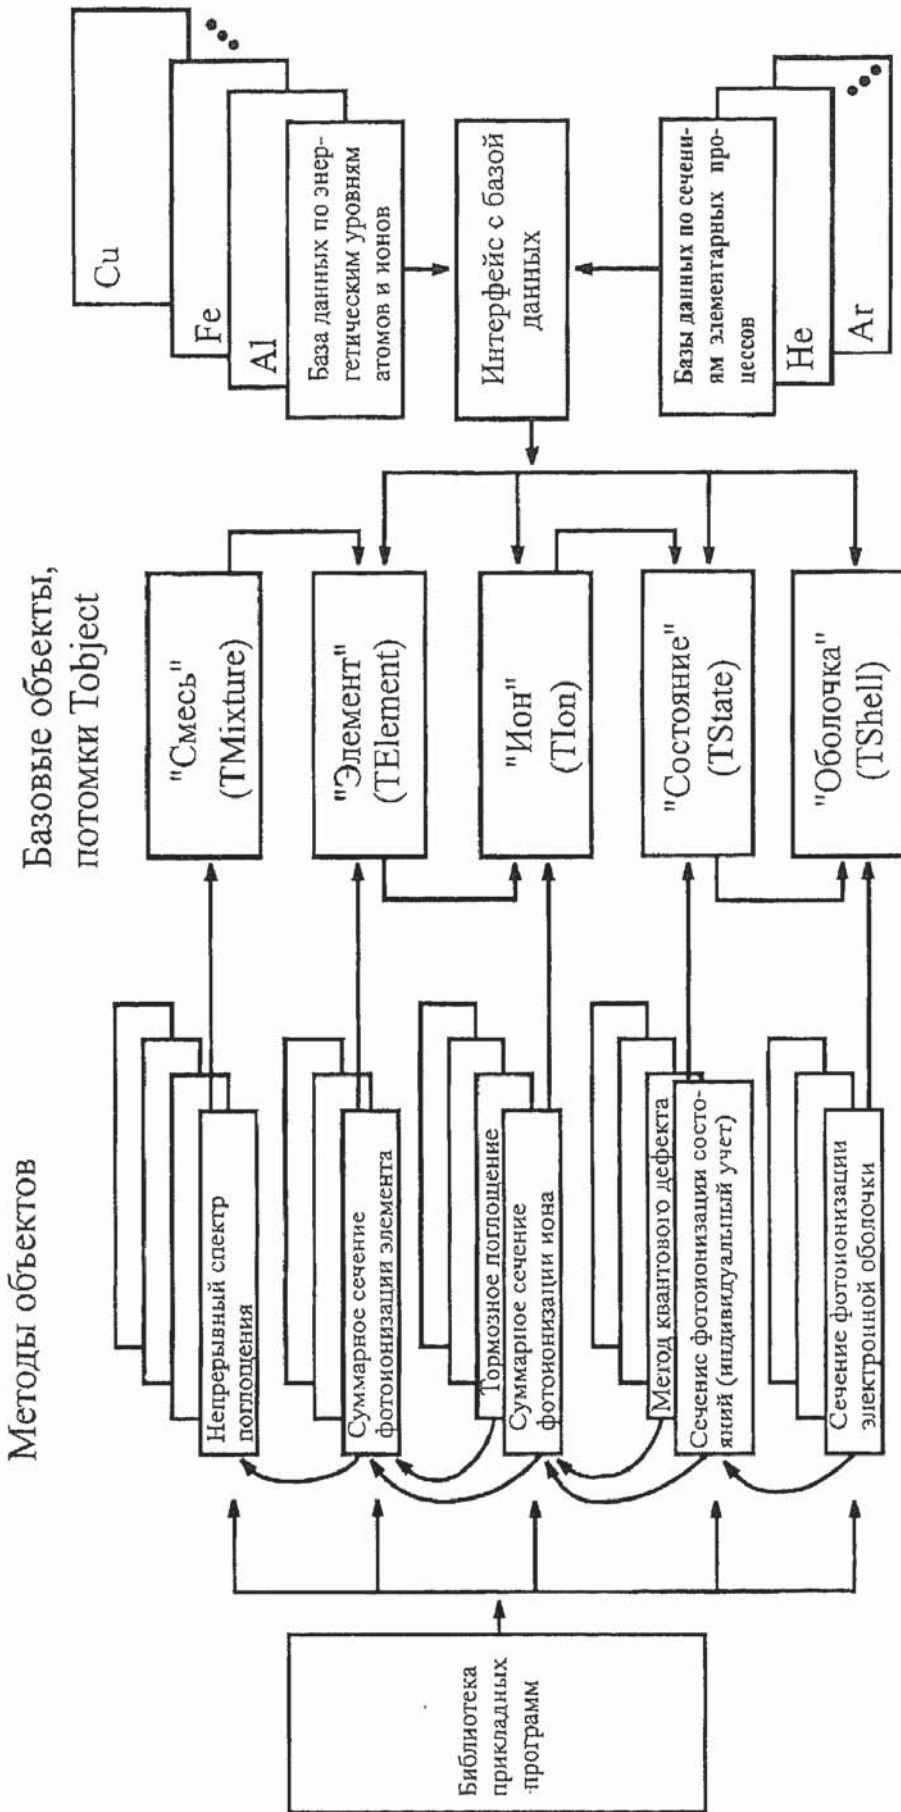 Методы объектов
Базовые объекты,
потомки Tobject
Библиотека
прикладных
программ
Непрерывный спектр
поглощения
Суммарное сечение
фотоионизации элемента
Тормозное поглощение
Суммарное сечение
фотоионизации иона
Метод квантового дефекта
Сечение фотоионизации состо-
яний (индивидуальный учет)
Сечение фотоионизации
электронной оболочки
"Смесь"
(TMixture)
"Элемент"
(TElement)
"Ион"
(TIon)
"Состояние"
(TState)
"Оболочка"
(TShell)
Cu
Fe
Al
База данных по энер-
гетическим уровням
атомов и ионов
Интерфейс с базой
данных
Базы данных по сечени-
ям элементарных про-
цессов
He
Ar